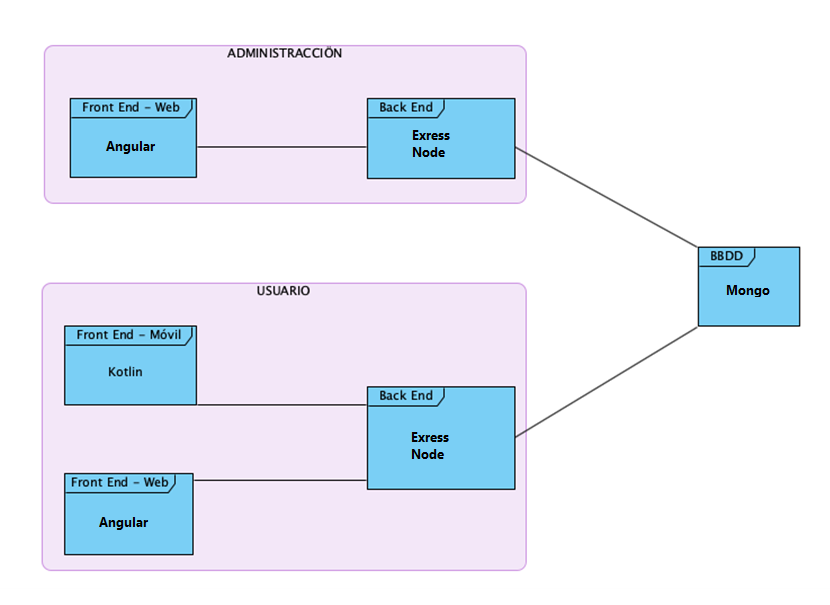 ADMINISTRACCIÓN
Front End - Web
Angular
Back End
Exress
Node
BBDD
Mongo
USUARIO
Front End - Móvil
Kotlin
Back End
Exress
Node
Front End - Web
Angular